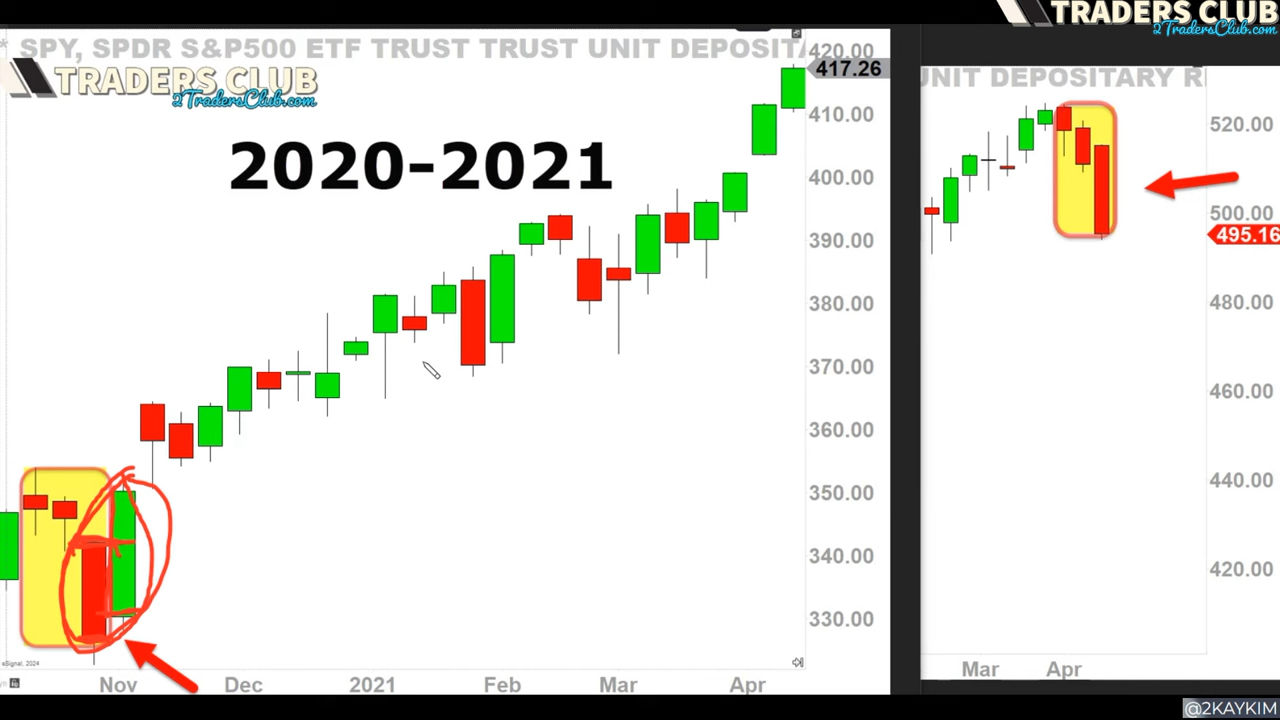 * SPY, SPDR S&P500 ETF TRUST TRUST UNIT DEPOSITA
TRADERS CLUB
2TradersClub.com
2020-2021
420.00
417.26
410.00
400.00
390.00
380.00
370.00
360.00
350.00
340.00
330.00
eSignal, 2024
Nov
Dec
2021
Feb
Mar
Apr
TRADERS CLUB
2TradersClub.com
UNIT DEPOSITARY R
520.00
500.00
495.16
480.00
460.00
440.00
420.00
Mar
Apr
@2KAYKIM